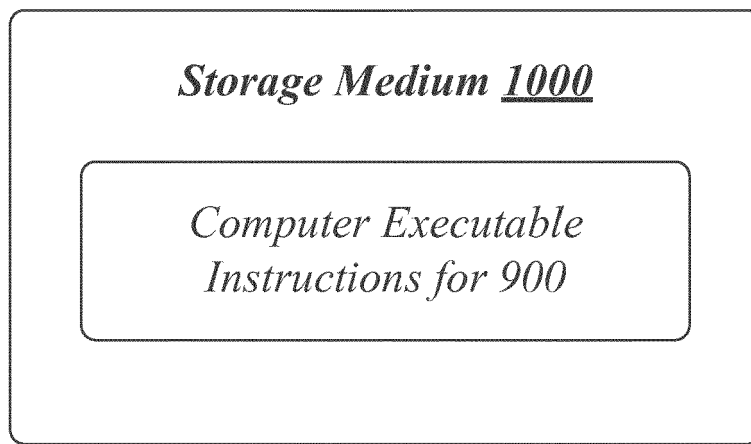 Storage Medium 1000
Computer Executable
Instructions for 900